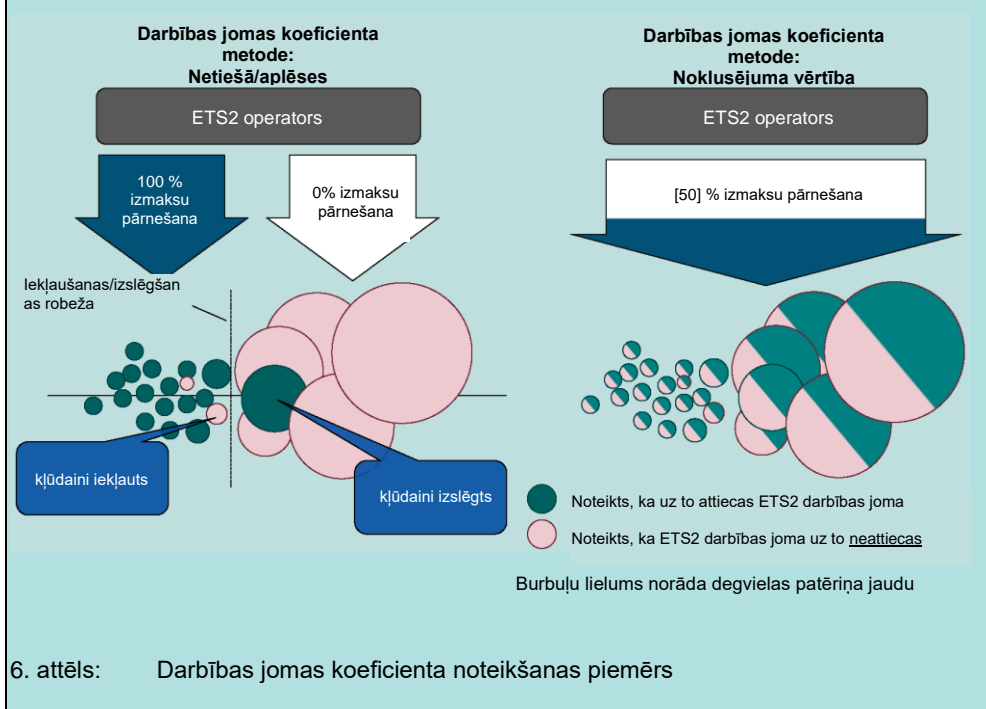 Darbības jomas koeficienta
metode:
Netiešā/aplēses
ETS2 operators
100 %
izmaksu
pārnešana
0% izmaksu
pārnešana
Iekļaušanas/izslēgšan
as robeža
kļūdaini iekļauts
kļūdaini izslēgts
Darbības jomas koeficienta
metode:
Noklusējuma vērtība
ETS2 operators
[50] % izmaksu pārnešana
Noteikts, ka uz to attiecas ETS2 darbības joma
Noteikts, ka ETS2 darbības joma uz to neattiecas
Burbuļu lielums norāda degvielas patēriņa jaudu
6. attēls: Darbības jomas koeficienta noteikšanas piemērs